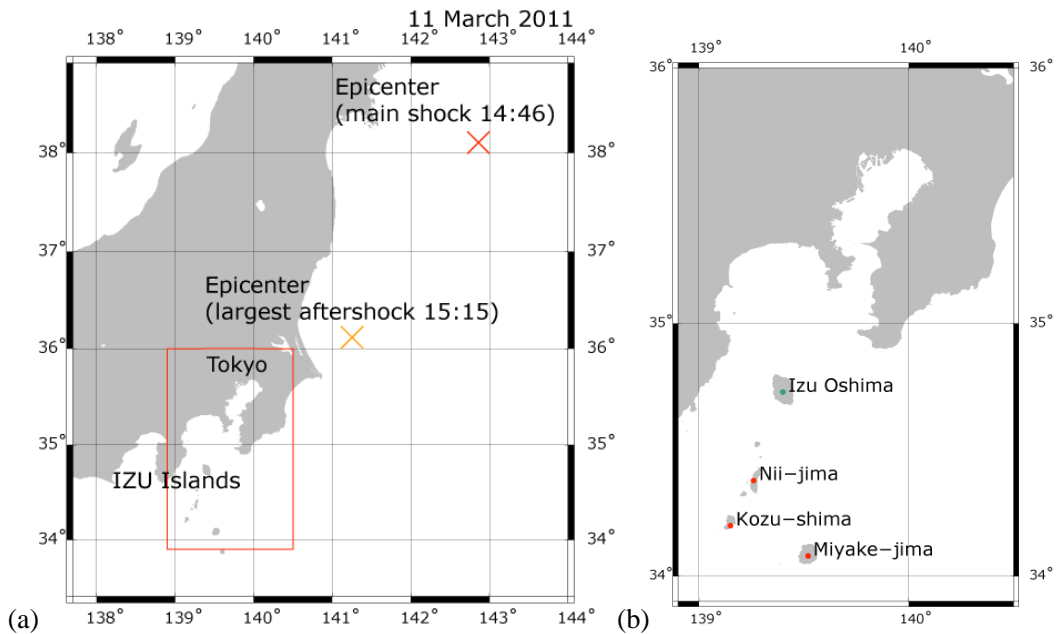 11 March 2011
138° 139° 140° 141° 142° 143° 144°
Epicenter
(main shock 14:46)
38° 38°
37° 37°
Epicenter
(largest aftershock 15:15)
36° 36°
Tokyo
35° 35°
IZU Islands
34° 34°
138° 139° 140° 141° 142° 143° 144°
(a)
139° 140°
36° 36°
35° 35°
Izu Oshima
Nii−jima
Kozu−shima
Miyake−jima
34° 34°
139° 140°
(b)